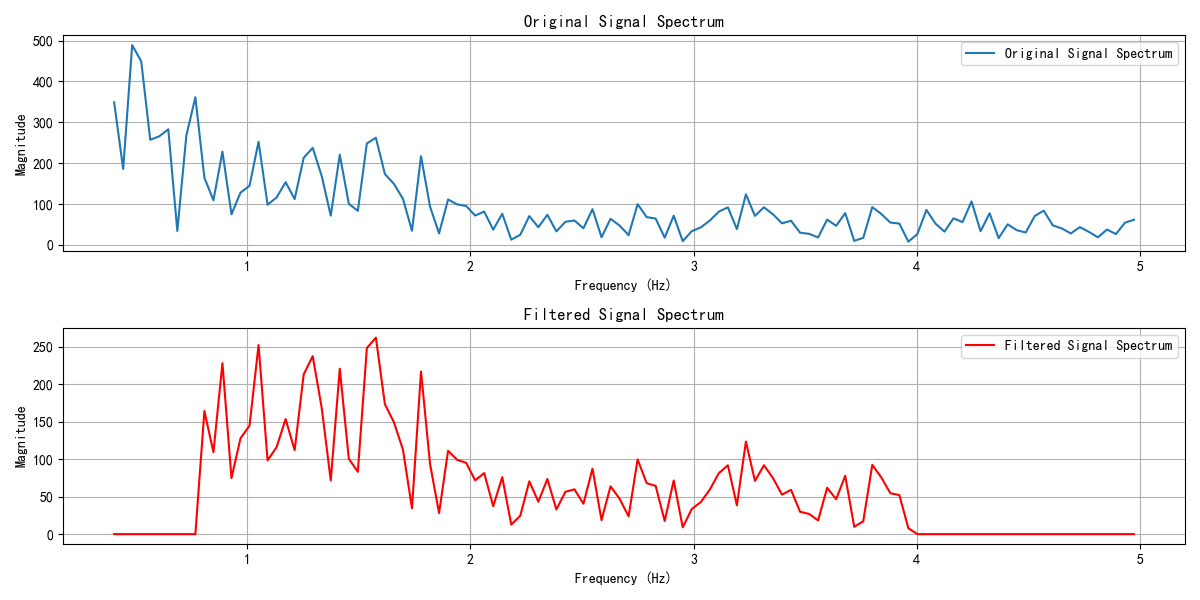 Original Signal Spectrum
500
400
300
200
100
0
Magnitude
Original Signal Spectrum
1 2 3 4 5
Frequency (Hz)
Filtered Signal Spectrum
250
200
150
100
50
0
Magnitude
Filtered Signal Spectrum
1 2 3 4 5
Frequency (Hz)